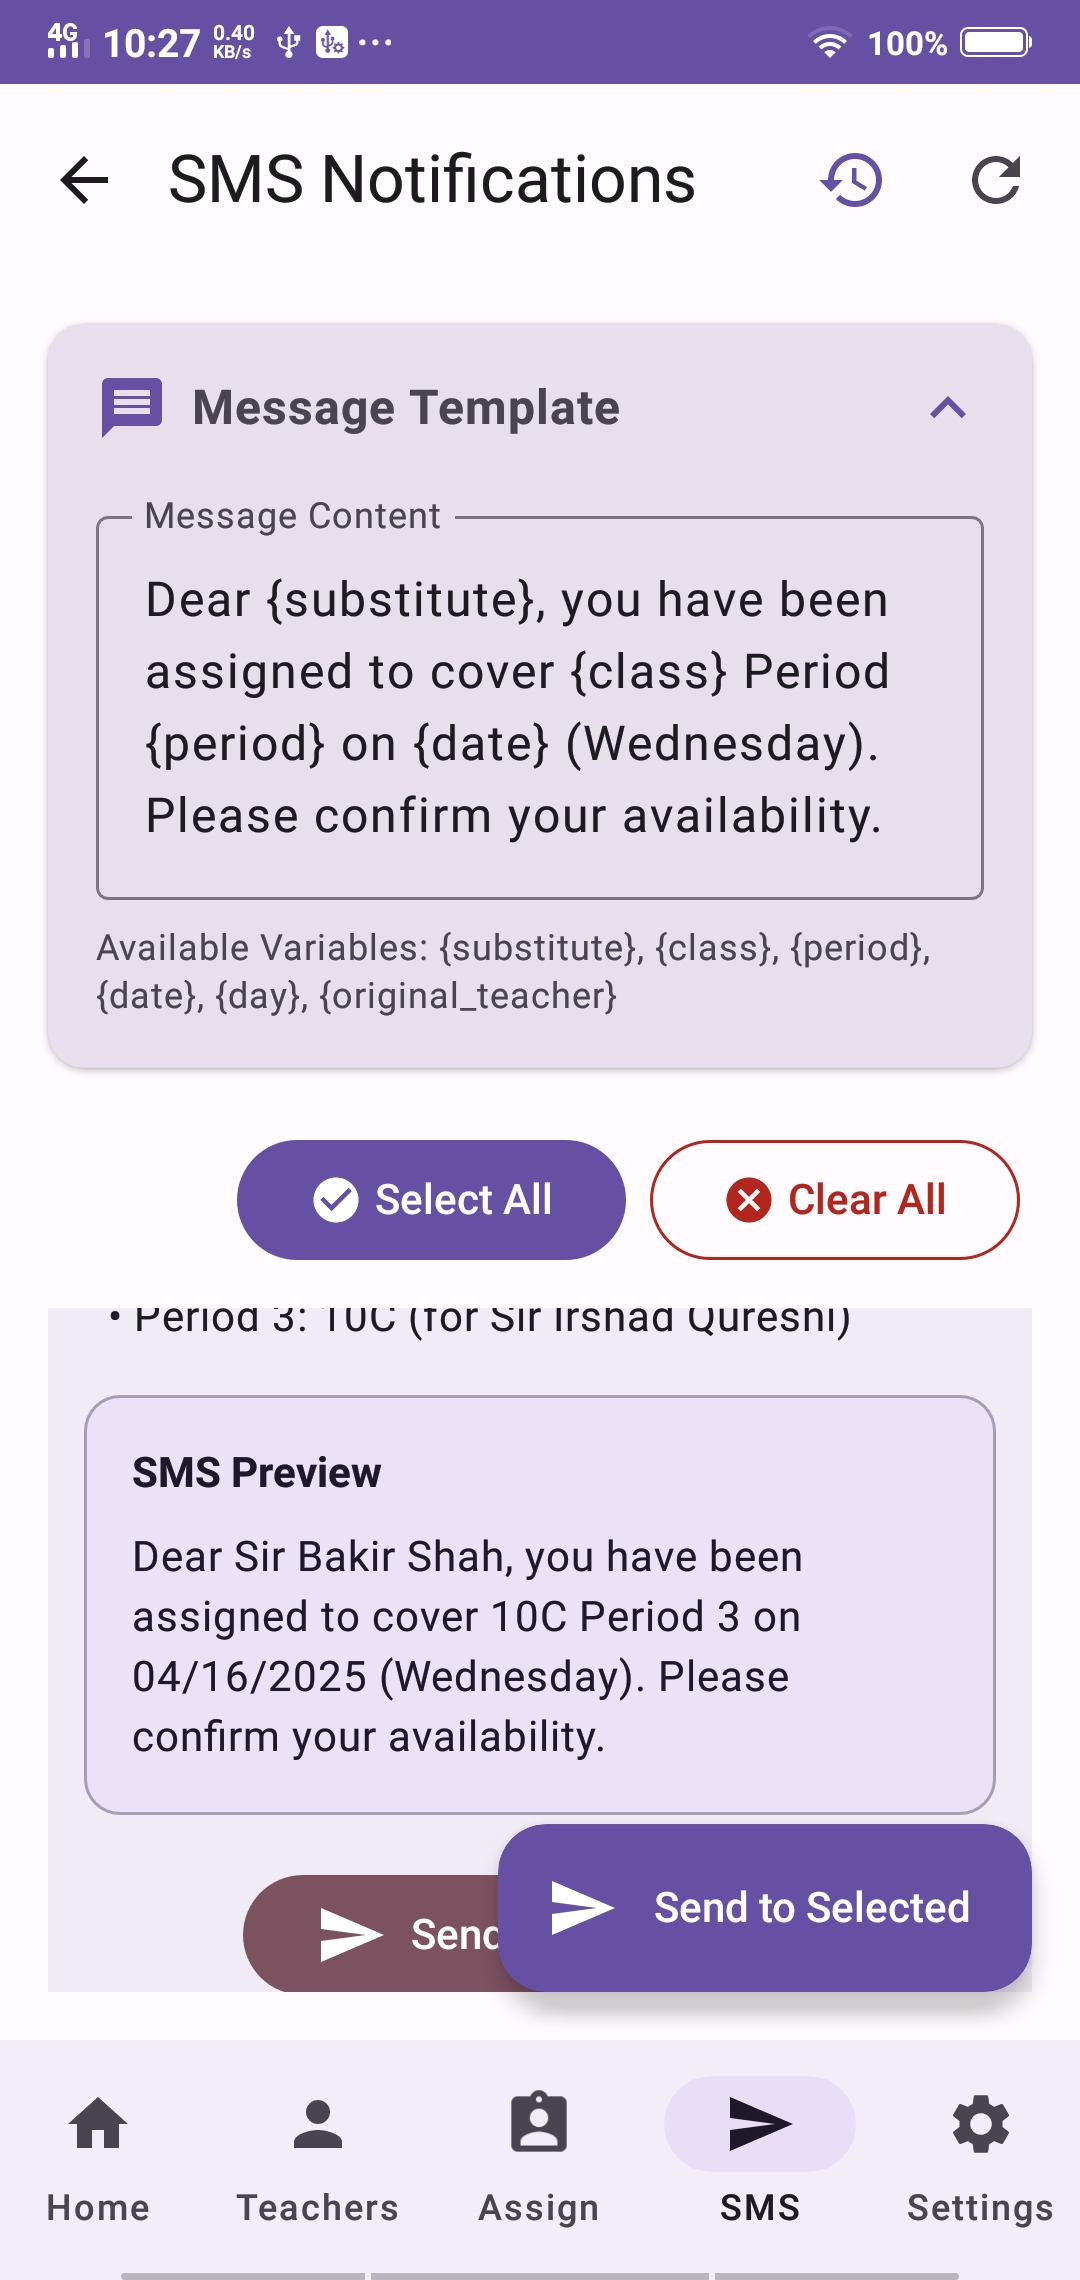 4G 10:27 0.40 KB/s 100%
SMS Notifications
Message Template
Message Content
Dear {substitute}, you have been
assigned to cover {class} Period
{period} on {date} (Wednesday).
Please confirm your availability.
Available Variables: {substitute}, {class}, {period},
{date}, {day}, {original_teacher}
Select All Clear All
• Period 3: 10C (for Sir Irshad Qureshi)
SMS Preview
Dear Sir Bakir Shah, you have been
assigned to cover 10C Period 3 on
04/16/2025 (Wednesday). Please
confirm your availability.
Send Send to Selected
Home Teachers Assign SMS Settings